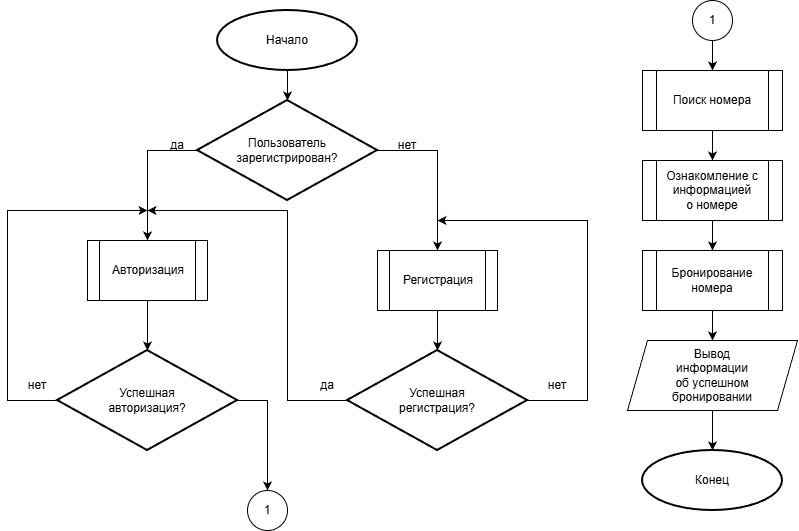 Начало
Пользователь
зарегистрирован?
да
нет
Авторизация
Регистрация
Успешная
авторизация?
нет
Успешная
регистрация?
да
нет
1
1
Поиск номера
Ознакомление с
информацией
о номере
Бронирование
номера
Вывод
информации
об успешном
бронировании
Конец